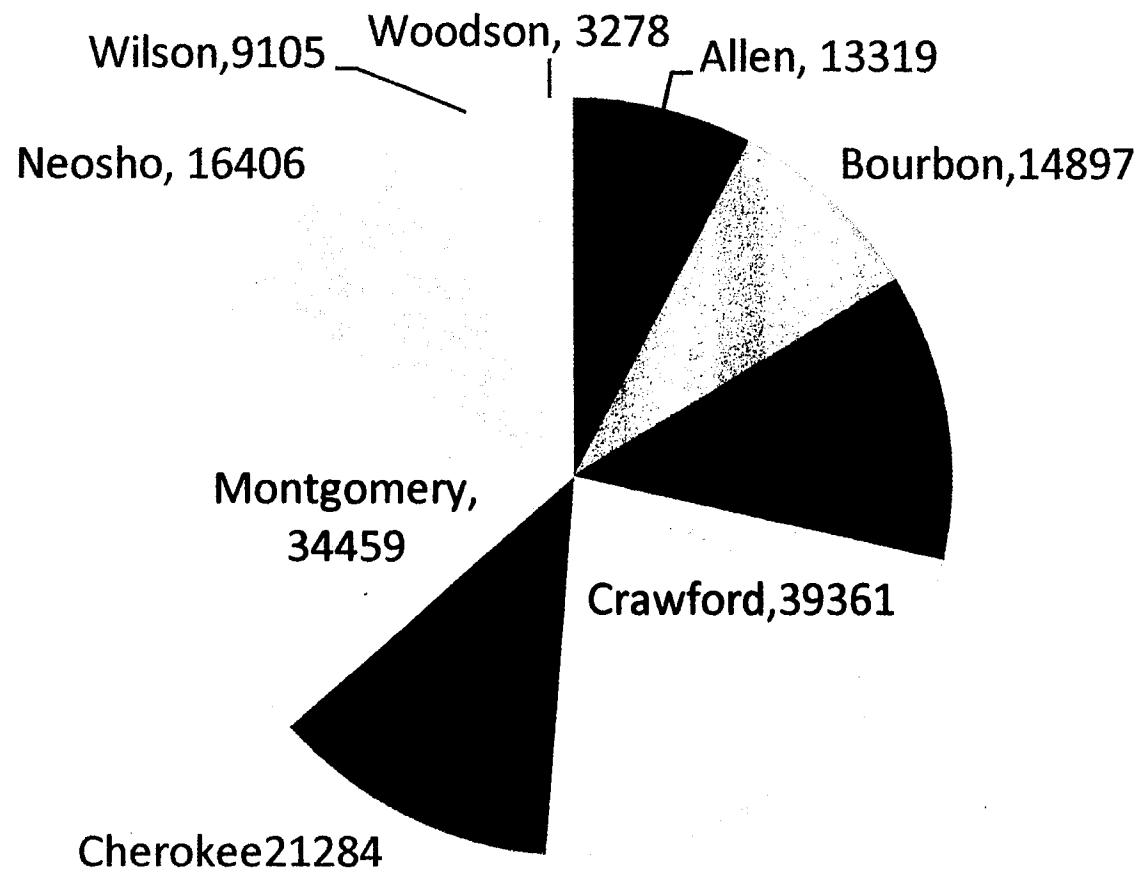 Woodson, 3278
Wilson,9105
Allen, 13319
Neosho, 16406
Bourbon,14897
Montgomery,
34459
Crawford,39361
Cherokee21284